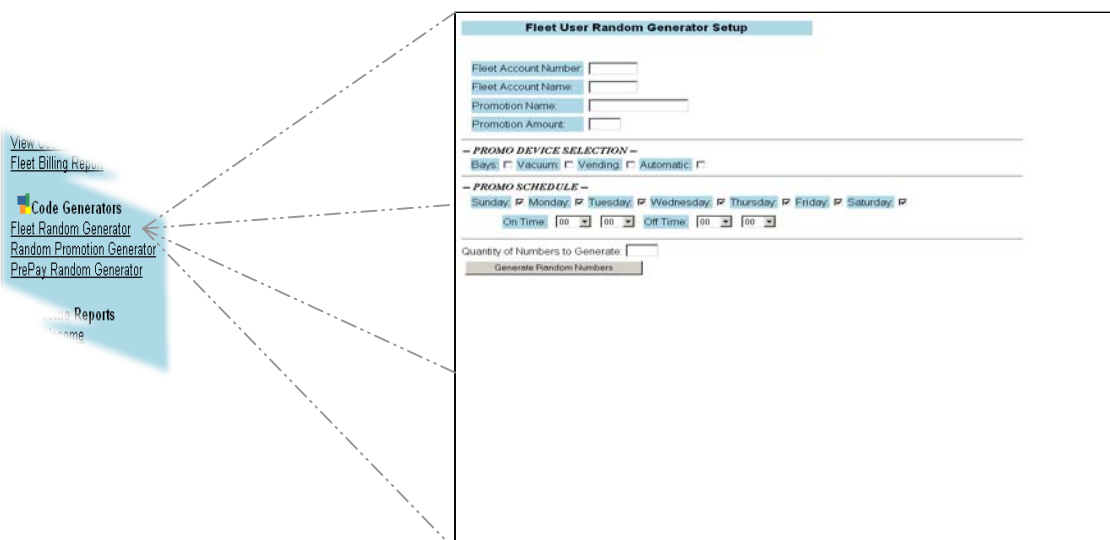 View
Fleet Billing Report
Code Generators
Fleet Random Generator
Random Promotion Generator
PrePay Random Generator
Reports
Fleet User Random Generator Setup
Fleet Account Number:
Fleet Account Name:
Promotion Name:
Promotion Amount:
-- PROMO DEVICE SELECTION --
Bays: Vacuum: Vending: Automatic:
-- PROMO SCHEDULE --
Sunday: Monday: Tuesday: Wednesday: Thursday: Friday: Saturday:
On Time: 00 00 Off Time: 00 00
Quantity of Numbers to Generate:
Generate Random Numbers